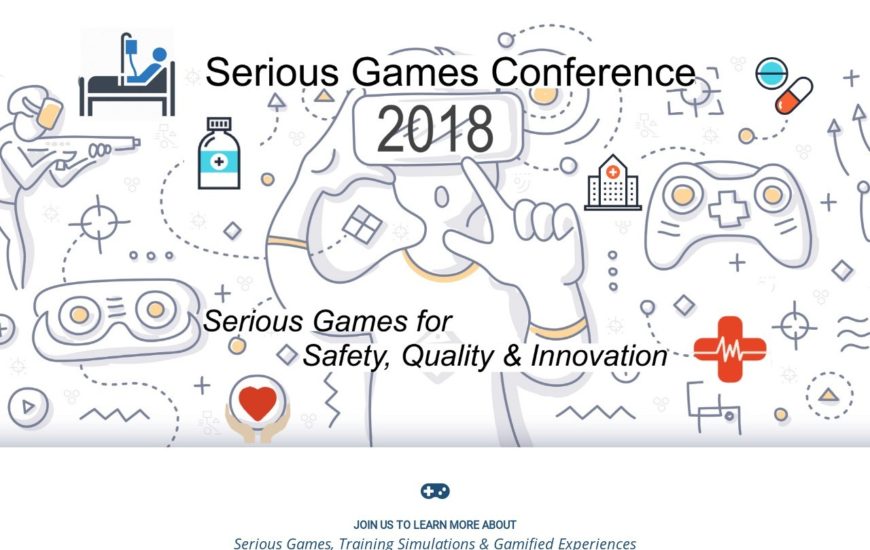 Serious Games Conference
2018
Serious Games for
Safety, Quality & Innovation
JOIN US TO LEARN MORE ABOUT
Serious Games, Training Simulations & Gamified Experiences